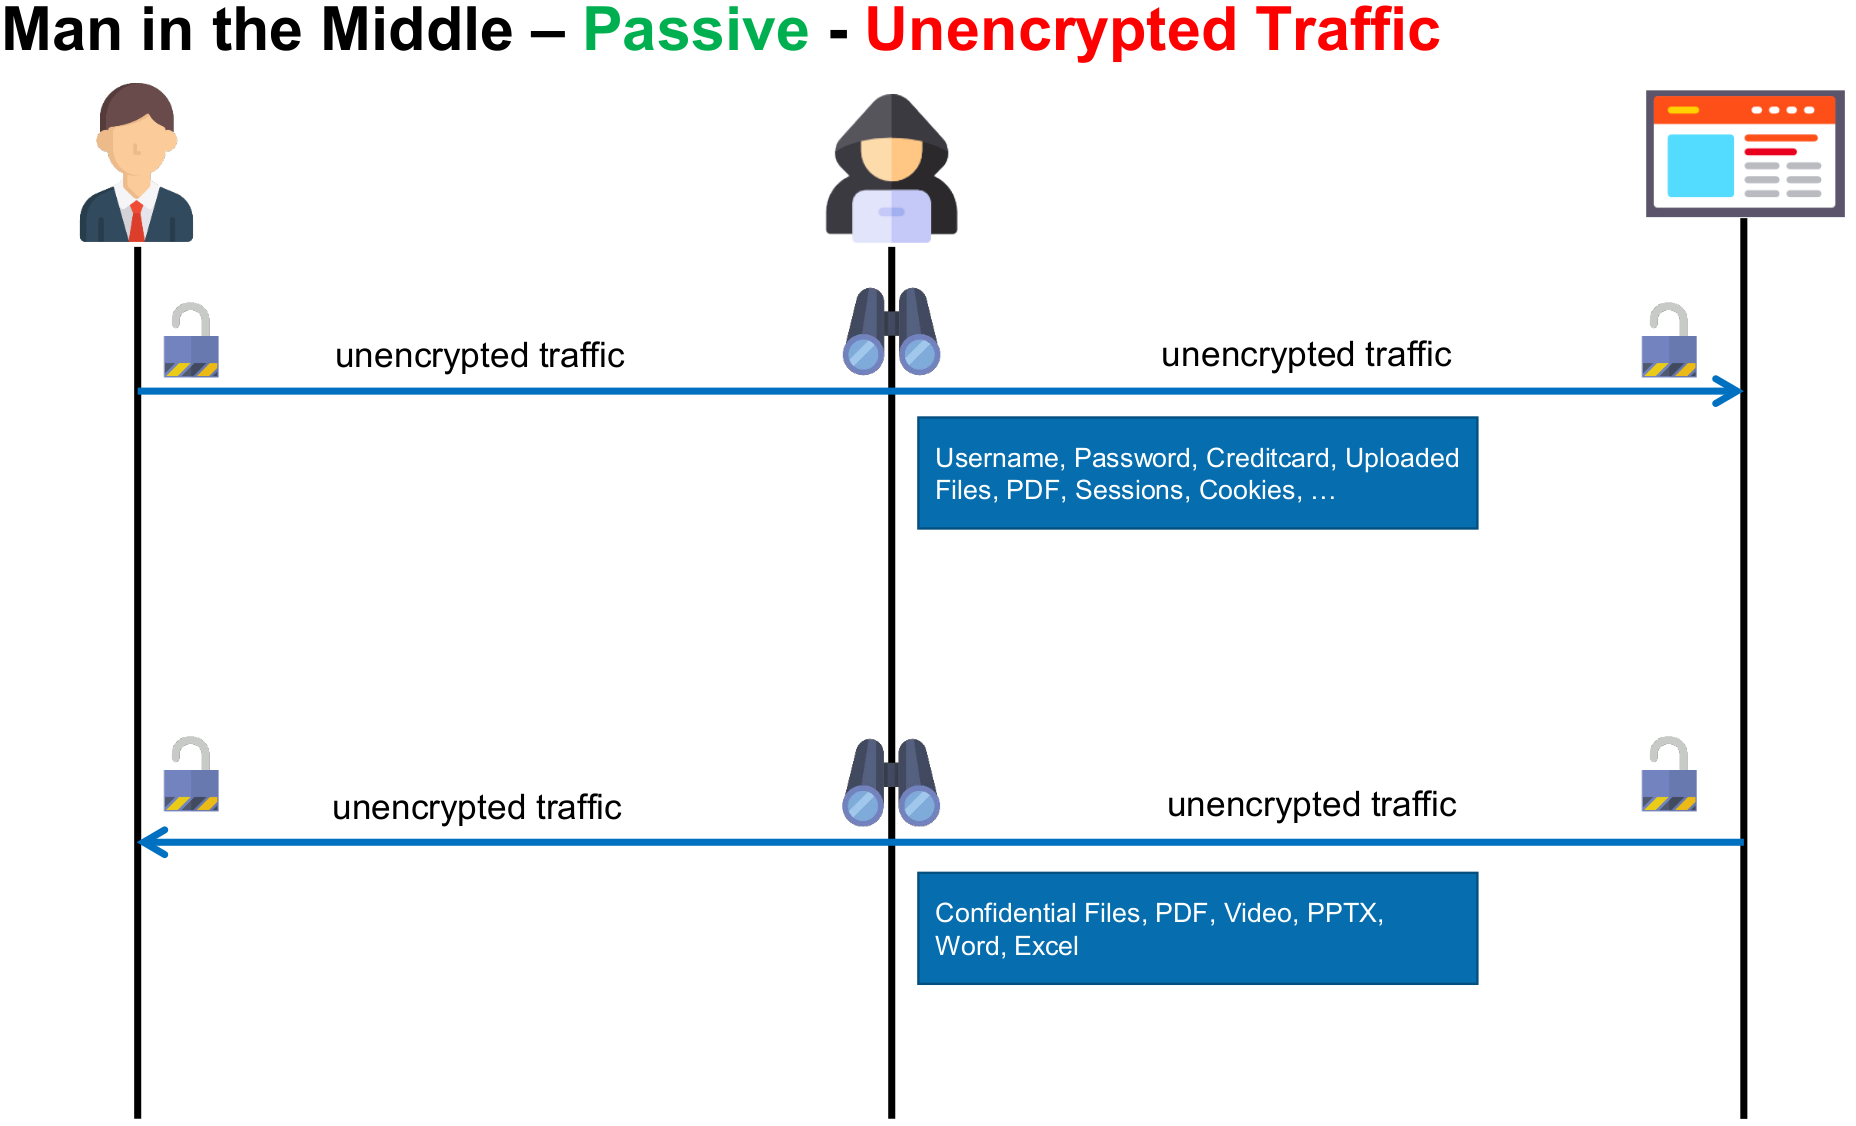 Man in the Middle – Passive - Unencrypted Traffic
unencrypted traffic
unencrypted traffic
Username, Password, Creditcard, Uploaded
Files, PDF, Sessions, Cookies, …
unencrypted traffic
unencrypted traffic
Confidential Files, PDF, Video, PPTX,
Word, Excel